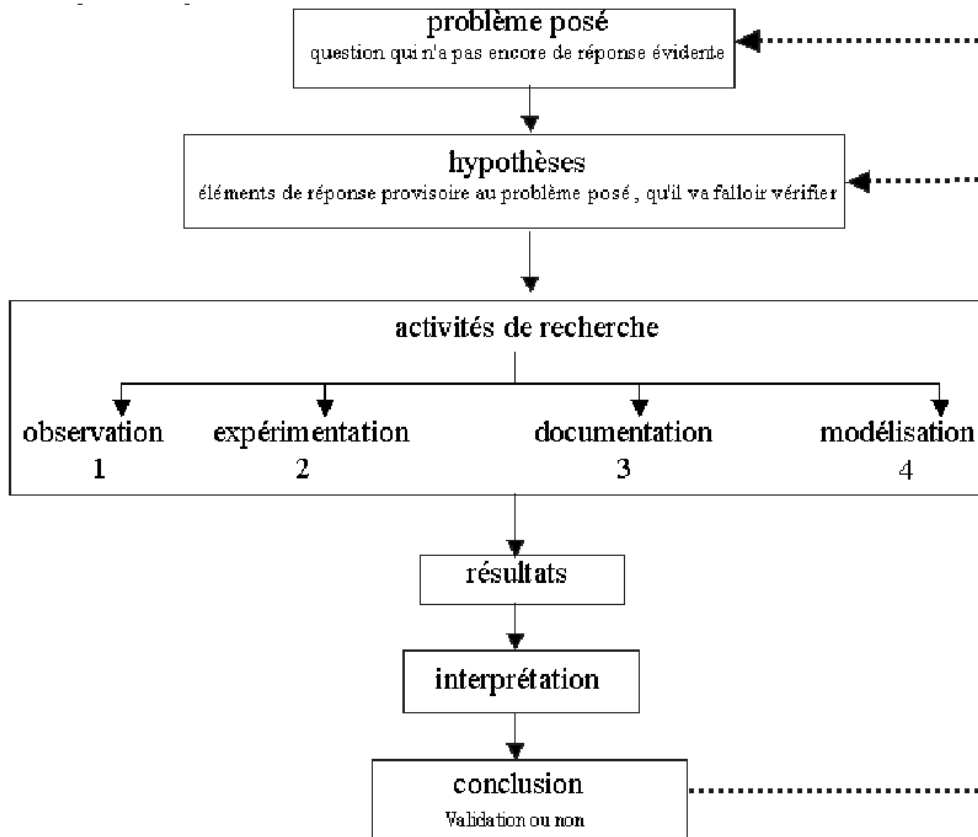 problème posé
question qui n'a pas encore de réponse évidente
hypothèses
éléments de réponse provisoire au problème posé , qu'il va falloir vérifier
activités de recherche
observation expérimentation documentation modélisation
1 2 3 4
résultats
interprétation
conclusion
Validation ou non